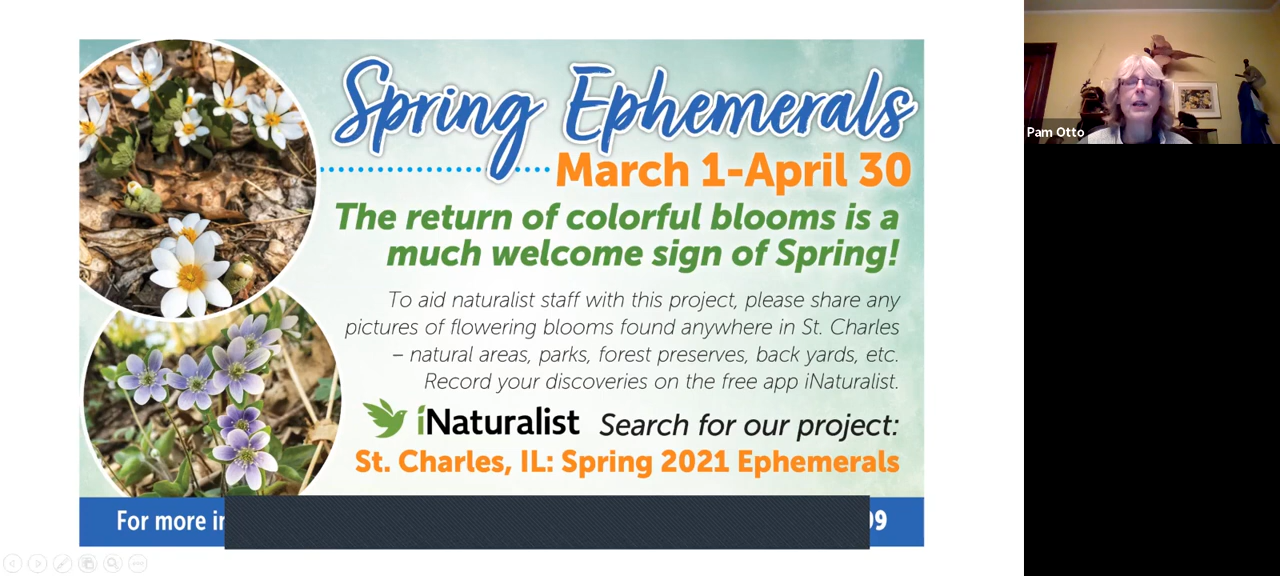 Spring Ephemerals
March 1-April 30
The return of colorful blooms is a
much welcome sign of Spring!
To aid naturalist staff with this project, please share any
pictures of flowering blooms found anywhere in St. Charles
– natural areas, parks, forest preserves, back yards, etc.
Record your discoveries on the free app iNaturalist.
iNaturalist Search for our project:
St. Charles, IL: Spring 2021 Ephemerals
For more
Pam Otto